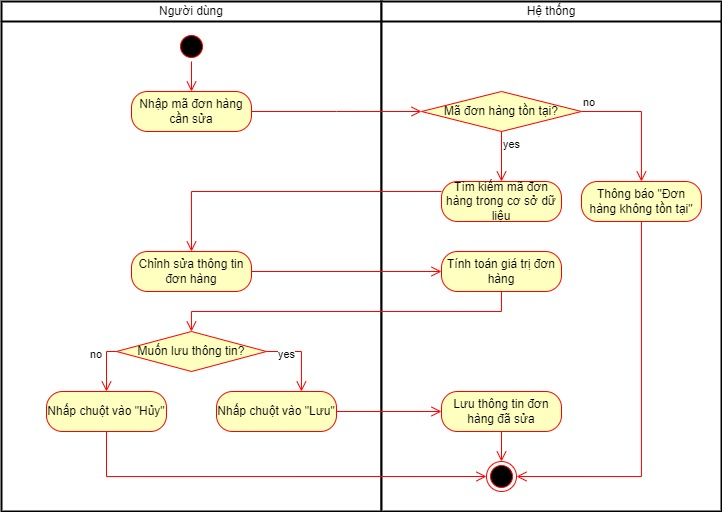 Người dùng
Hệ thống
Nhập mã đơn hàng
cần sửa
Mã đơn hàng tồn tại?
no
yes
Tìm kiếm mã đơn
hàng trong cơ sở dữ
liệu
Thông báo "Đơn
hàng không tồn tại"
Chỉnh sửa thông tin
đơn hàng
Tính toán giá trị đơn
hàng
Muốn lưu thông tin?
no
yes
Nhấp chuột vào "Hủy"
Nhấp chuột vào "Lưu"
Lưu thông tin đơn
hàng đã sửa